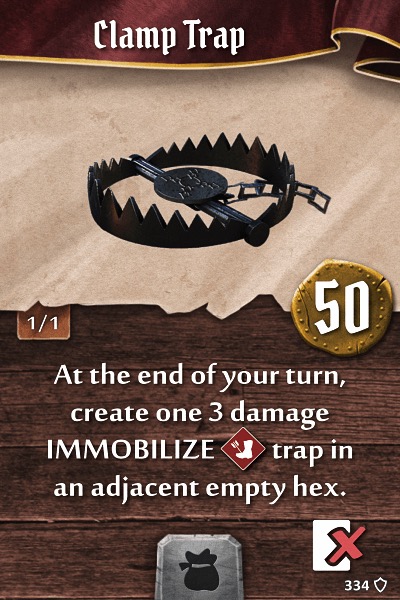 Clamp Trap
1/1
50
At the end of your turn,
create one 3 damage
IMMOBILIZE trap in
an adjacent empty hex.
334